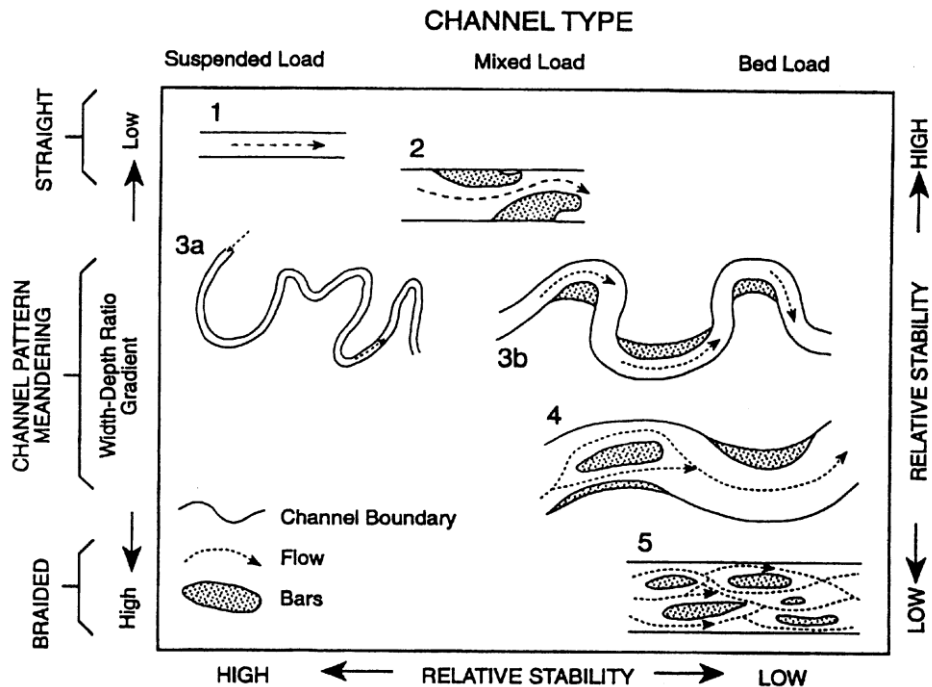 CHANNEL TYPE
Suspended Load
Mixed Load
Bed Load
STRAIGHT
Low
1
2
HIGH
3a
3b
CHANNEL PATTERN
MEANDERING
Width-Depth Ratio
Gradient
RELATIVE STABILITY
4
Channel Boundary
Flow
Bars
5
BRAIDED
High
LOW
HIGH
RELATIVE STABILITY
LOW